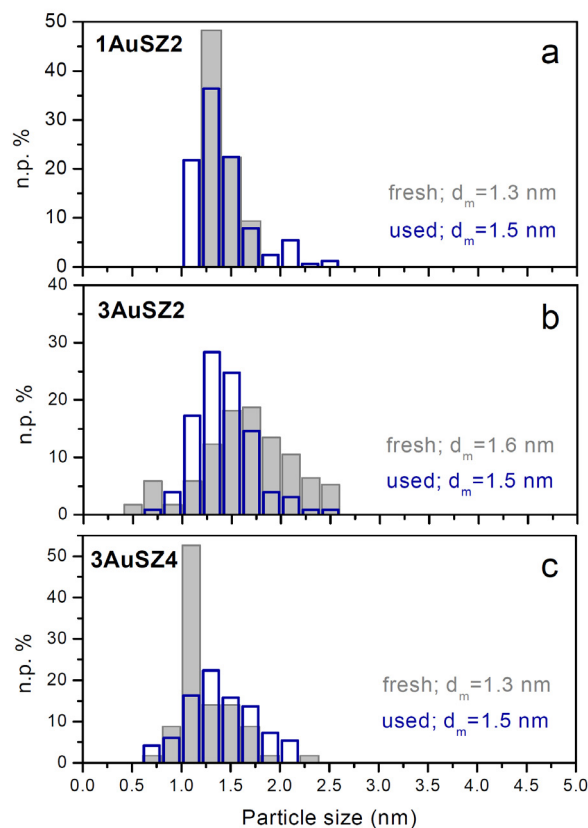 1AuSZ2
a
50
40
30
20
10
0
n.p. %
fresh; dₘ=1.3 nm
used; dₘ=1.5 nm
3AuSZ2
b
40
30
20
10
0
n.p. %
fresh; dₘ=1.6 nm
used; dₘ=1.5 nm
3AuSZ4
c
50
40
30
20
10
0
n.p. %
fresh; dₘ=1.3 nm
used; dₘ=1.5 nm
0.0 0.5 1.0 1.5 2.0 2.5 3.0 3.5 4.0 4.5 5.0
Particle size (nm)